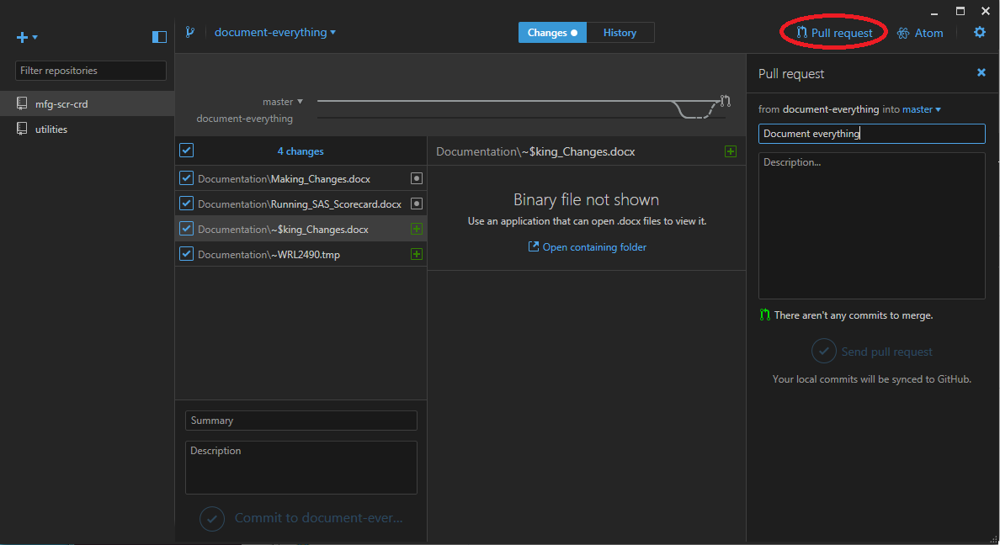 document-everything
Changes
History
Pull request
Atom
Filter repositories
mfg-scr-crd
utilities
master
document-everything
4 changes
Documentation\Making_Changes.docx
Documentation\Running_SAS_Scorecard.docx
Documentation\~$king_Changes.docx
Documentation\~WRL2490.tmp
Summary
Description
Commit to document-ever...
Documentation\~$king_Changes.docx
Binary file not shown
Use an application that can open .docx files to view it.
Open containing folder
Pull request
from document-everything into master
Document everything
Description...
There aren't any commits to merge.
Send pull request
Your local commits will be synced to GitHub.